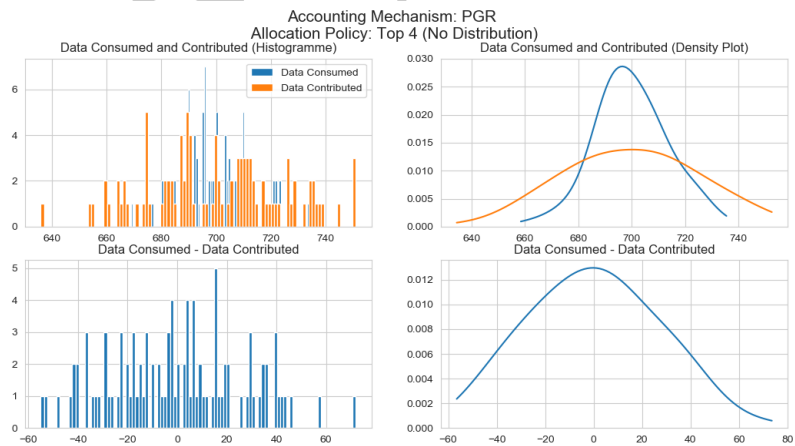 Accounting Mechanism: PGR
Allocation Policy: Top 4 (No Distribution)
Data Consumed and Contributed (Histogramme)
Data Consumed
Data Contributed
6
4
2
0
640 660 680 700 720 740
Data Consumed and Contributed (Density Plot)
0.030
0.025
0.020
0.015
0.010
0.005
0.000
640 660 680 700 720 740
Data Consumed - Data Contributed
5
4
3
2
1
0
−60 −40 −20 0 20 40 60
Data Consumed - Data Contributed
0.012
0.010
0.008
0.006
0.004
0.002
0.000
−60 −40 −20 0 20 40 60 80